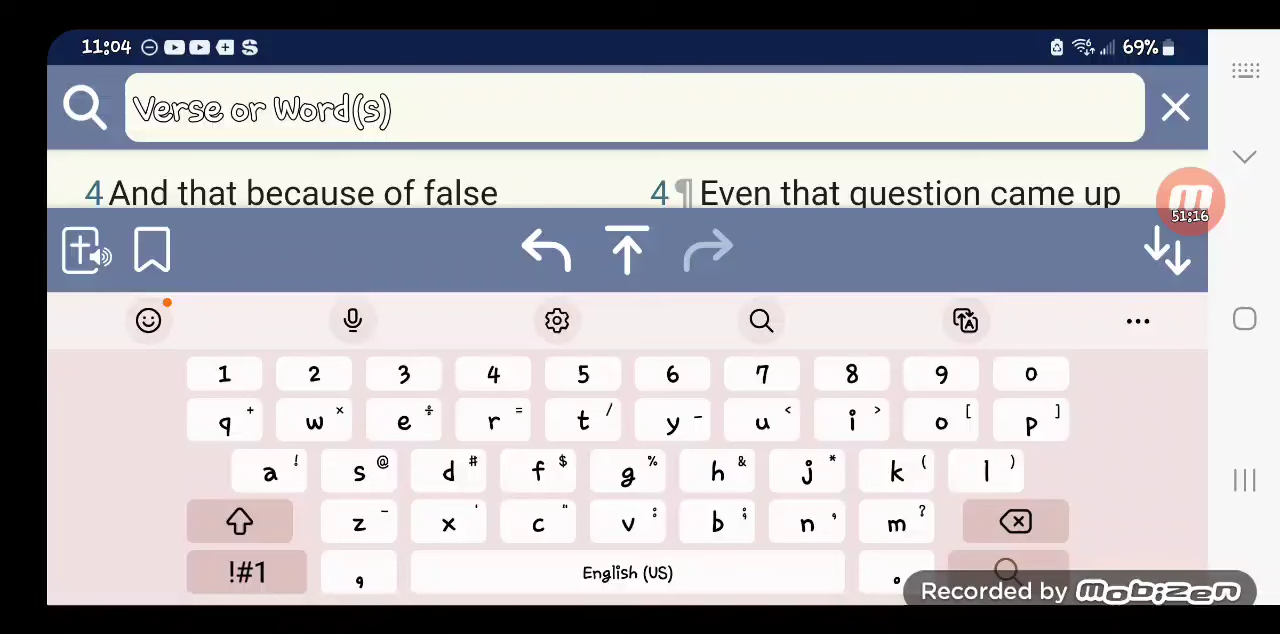 11:04 69%
Verse or Word(s)
4 And that because of false
4 ¶ Even that question came up
51:16
1 2 3 4 5 6 7 8 9 0
q + w × e ÷ r = t / y - u < i > o [ p ]
a ! s @ d # f $ g % h & j * k ( l )
z - x ' c " v : b ; n , m ?
!#1 , English (US) .
Recorded by MOBIZEN